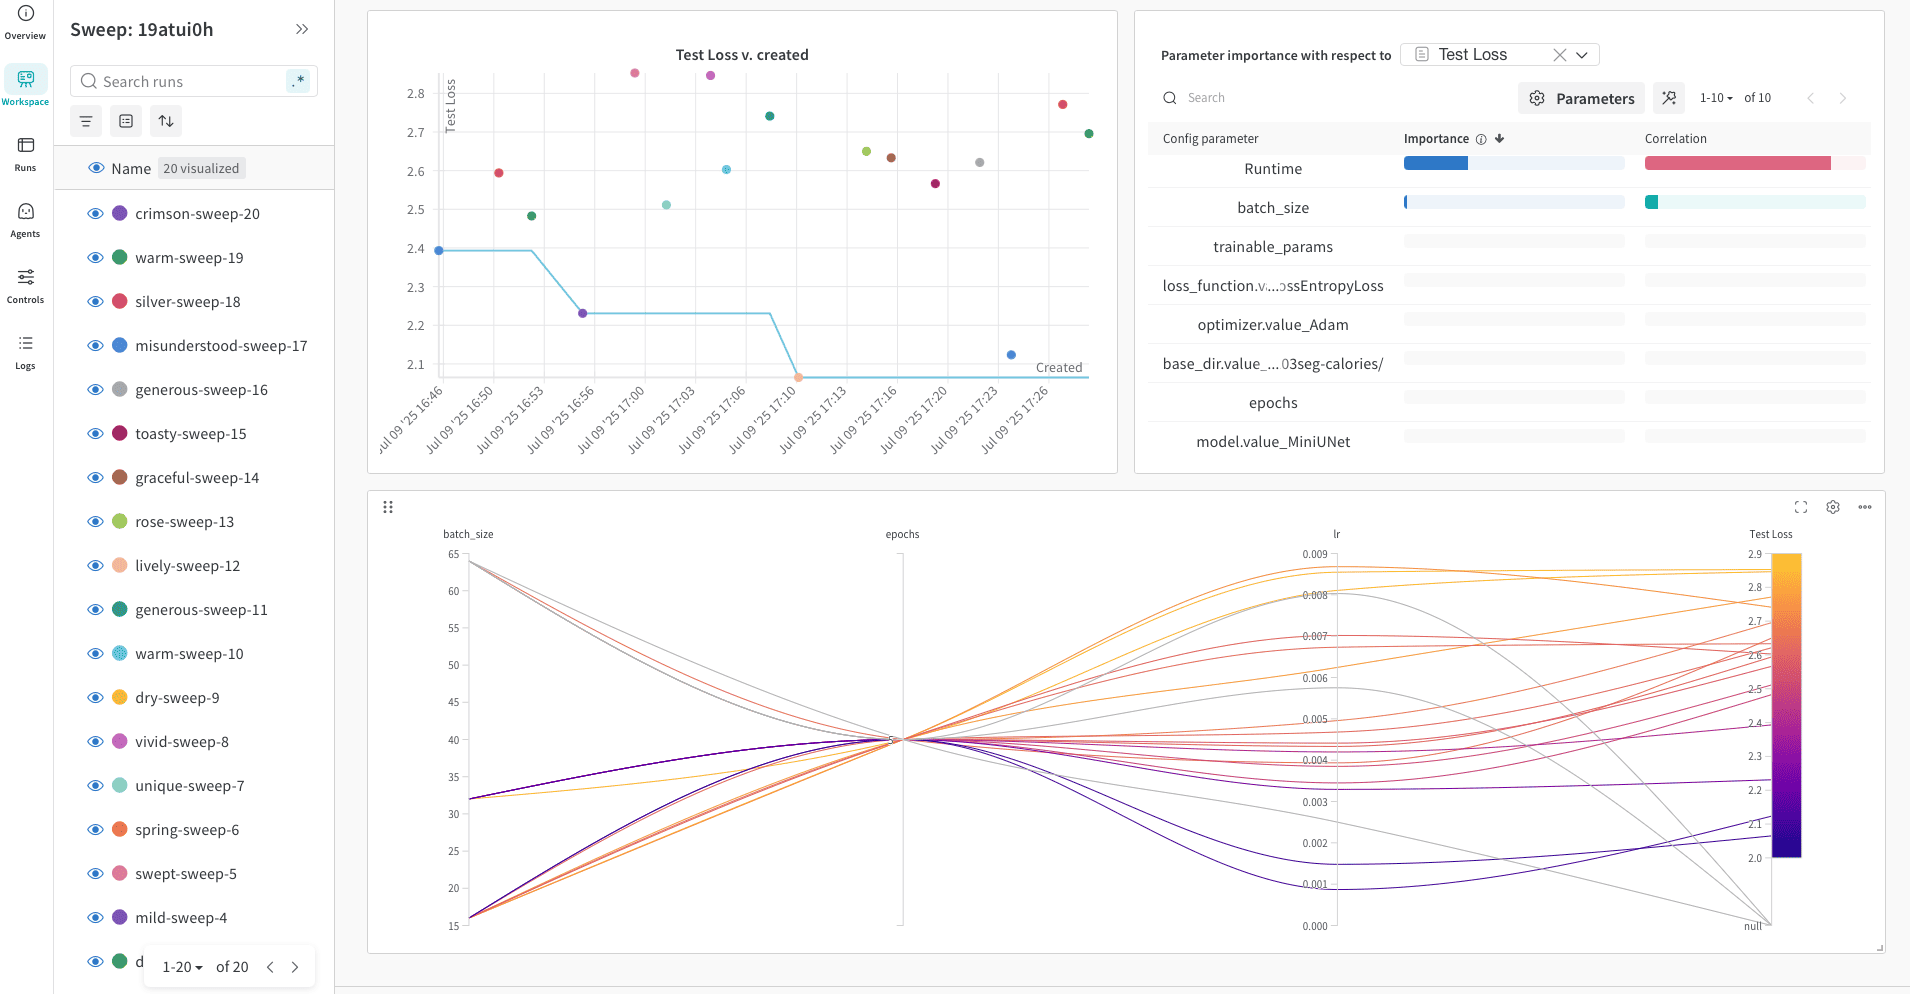 Overview
Workspace
Runs
Agents
Controls
Logs
Sweep: 19atui0h
Search runs
.*
Name 20 visualized
crimson-sweep-20
warm-sweep-19
silver-sweep-18
misunderstood-sweep-17
generous-sweep-16
toasty-sweep-15
graceful-sweep-14
rose-sweep-13
lively-sweep-12
generous-sweep-11
warm-sweep-10
dry-sweep-9
vivid-sweep-8
unique-sweep-7
spring-sweep-6
swept-sweep-5
mild-sweep-4
d
1-20 of 20
Test Loss v. created
Test Loss
2.8
2.7
2.6
2.5
2.4
2.3
2.2
2.1
Created
Jul 09 '25 16:46
Jul 09 '25 16:50
Jul 09 '25 16:53
Jul 09 '25 16:56
Jul 09 '25 17:00
Jul 09 '25 17:03
Jul 09 '25 17:06
Jul 09 '25 17:10
Jul 09 '25 17:13
Jul 09 '25 17:16
Jul 09 '25 17:20
Jul 09 '25 17:23
Jul 09 '25 17:26
Parameter importance with respect to Test Loss
Search Parameters 1-10 of 10
Config parameter Importance Correlation
Runtime
batch_size
trainable_params
loss_function.v...ossEntropyLoss
optimizer.value_Adam
base_dir.value_...03seg-calories/
epochs
model.value_MiniUNet
batch_size
65
60
55
50
45
40
35
30
25
20
15
epochs
lr
0.009
0.008
0.007
0.006
0.005
0.004
0.003
0.002
0.001
0.000
Test Loss
2.9
2.8
2.7
2.6
2.5
2.4
2.3
2.2
2.1
2.0
null